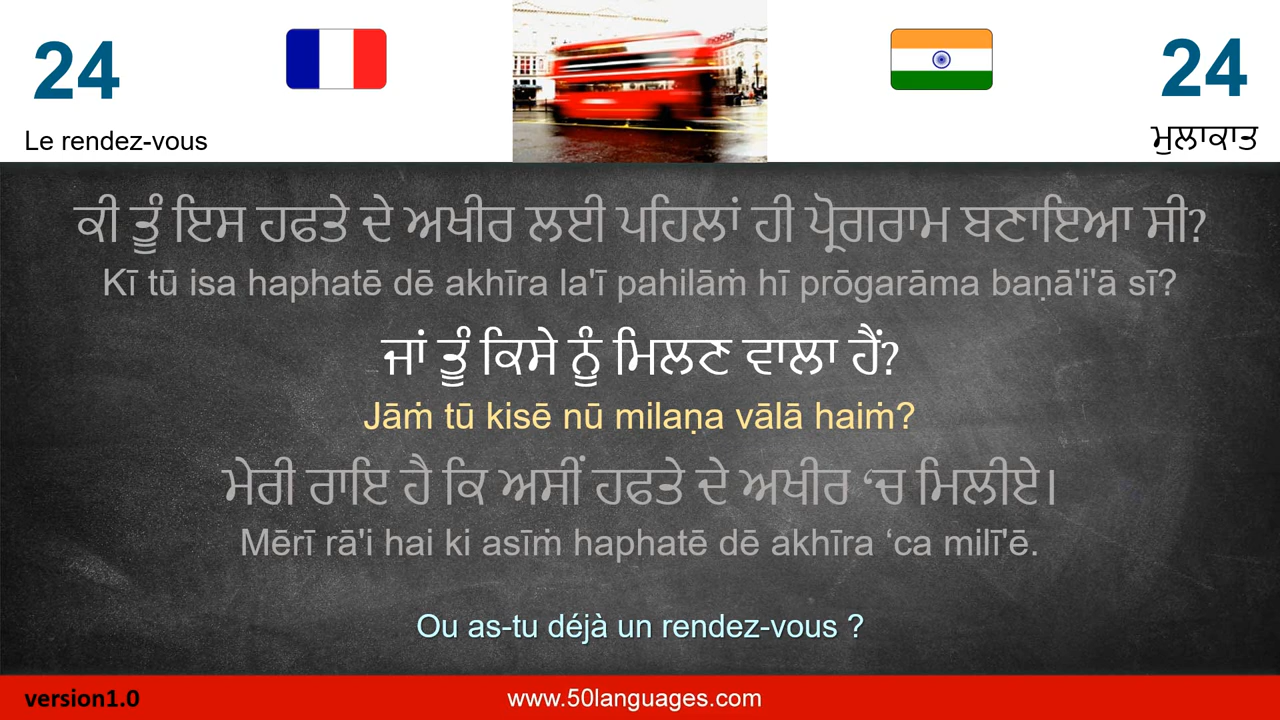 24
24
Le rendez-vous
ਮੁਲਾਕਾਤ
ਕੀ ਤੂੰ ਇਸ ਹਫਤੇ ਦੇ ਅਖੀਰ ਲਈ ਪਹਿਲਾਂ ਹੀ ਪ੍ਰੋਗਰਾਮ ਬਣਾਇਆ ਸੀ?
Kī tū isa haphatē dē akhīra la'ī pahilāṁ hī prōgarāma baṇā'i'ā sī?
ਜਾਂ ਤੂੰ ਕਿਸੇ ਨੂੰ ਮਿਲਣ ਵਾਲਾ ਹੈਂ?
Jāṁ tū kisē nū milaṇa vālā haiṁ?
ਮੇਰੀ ਰਾਇ ਹੈ ਕਿ ਅਸੀਂ ਹਫਤੇ ਦੇ ਅਖੀਰ ‘ਚ ਮਿਲੀਏ।
Mērī rā'i hai ki asīṁ haphatē dē akhīra ‘ca milī'ē.
Ou as-tu déjà un rendez-vous ?
version1.0
www.50languages.com